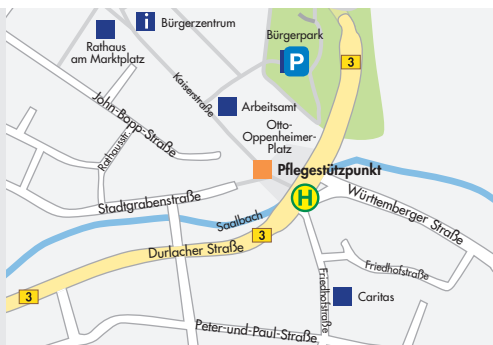 i
Bürgerzentrum
Rathaus
am Marktplatz
Bürgerpark
P
3
Kaiserstraße
John-Bopp-Straße
Arbeitsamt
Rathausstr.
Otto-
Oppenheimer-
Platz
Pflegestützpunkt
H
Stadtgrabenstraße
Saalbach
Württemberger Straße
3
Durlacher Straße
Friedhofstraße
Friedhofstraße
3
Caritas
Peter-und-Paul-Straße